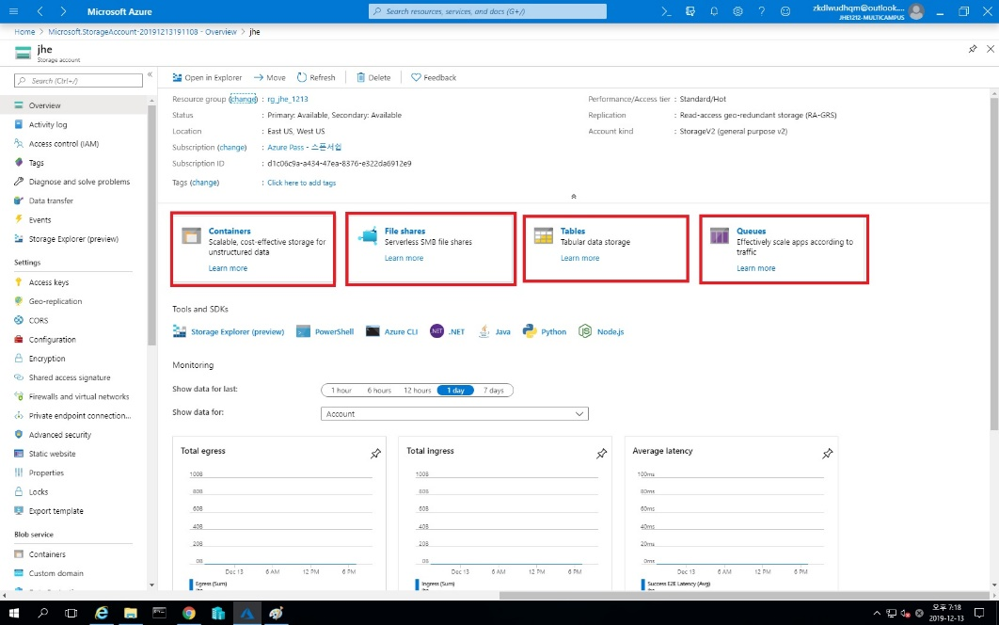 Microsoft Azure
Search resources, services, and docs (G+/)
zkdlwudhqm@outlook....
JHE1212-MULTICAMPUS
Home > Microsoft.StorageAccount-20191213191108 - Overview > jhe
jhe
Storage account
Search (Ctrl+/)
Overview
Activity log
Access control (IAM)
Tags
Diagnose and solve problems
Data transfer
Events
Storage Explorer (preview)
Settings
Access keys
Geo-replication
CORS
Configuration
Encryption
Shared access signature
Firewalls and virtual networks
Private endpoint connection...
Advanced security
Static website
Properties
Locks
Export template
Blob service
Containers
Custom domain
Open in Explorer Move Refresh Delete Feedback
Resource group (change) : rg_jhe_1213
Status : Primary: Available, Secondary: Available
Location : East US, West US
Subscription (change) : Azure Pass - 스폰서쉽
Subscription ID : d1c06c9a-a434-47ea-8376-e322da6912e9
Tags (change) : Click here to add tags
Performance/Access tier : Standard/Hot
Replication : Read-access geo-redundant storage (RA-GRS)
Account kind : StorageV2 (general purpose v2)
Containers
Scalable, cost-effective storage for
unstructured data
Learn more
File shares
Serverless SMB file shares
Learn more
Tables
Tabular data storage
Learn more
Queues
Effectively scale apps according to
traffic
Learn more
Tools and SDKs
Storage Explorer (preview) PowerShell Azure CLI .NET Java Python Node.js
Monitoring
Show data for last: 1 hour 6 hours 12 hours 1 day 7 days
Show data for: Account
Total egress
100B
80B
60B
40B
20B
0B
Dec 13 6 AM 12 PM 6 PM
Egress (Sum)
jhe
Total ingress
100B
80B
60B
40B
20B
0B
Dec 13 6 AM 12 PM 6 PM
Ingress (Sum)
jhe
Average latency
100ms
80ms
60ms
40ms
20ms
0ms
Dec 13 6 AM 12 PM 6 PM
Success E2E Latency (Avg)
jhe
오후 7:18
2019-12-13